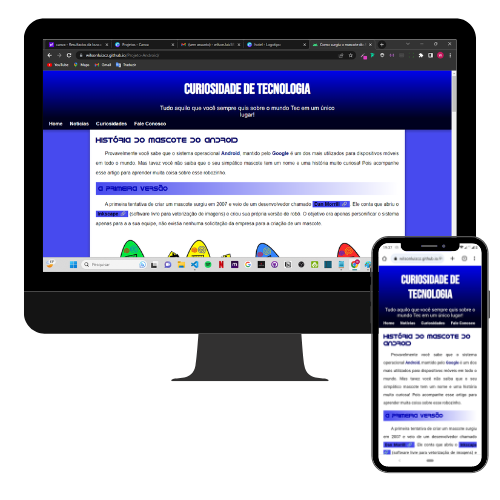 Projetos - Canva
Como surgiu o mascote do
YouTube
Maps
Gmail
Traduzir
CURIOSIDADE DE TECNOLOGIA
Tudo aquilo que você sempre quis sobre o mundo Tec em um único
lugar!
Home Notícias Curiosidades Fale Conosco
HISTÓRIA DO MASCOTE DO ANDROID
Provavelmente você sabe que o sistema operacional Android, mantido pelo Google é um dos mais utilizados para dispositivos móveis
em todo o mundo. Mas talvez você não saiba que o seu simpático mascote tem um nome e uma história muito curiosa! Pois acompanhe
esse artigo para aprender muita coisa sobre esse robozinho.
O PRIMEIRO VERSÃO
A primeira tentativa de criar um mascote surgiu em 2007 e veio de um desenvolvedor chamado Dan Morrill. Ele conta que abriu o
Inkscape (software livre para vetorização de imagens) e criou sua própria versão de robô. O objetivo era apenas personificar o sistema
apenas para a sua equipe, não existia nenhuma solicitação da empresa para a criação de um mascote.
Pesquisar
CURIOSIDADE DE
TECNOLOGIA
Tudo aquilo que você sempre quis sobre o
mundo Tec em um único lugar!
Home Notícias Curiosidades Fale Conosco
HISTÓRIA DO MASCOTE DO
ANDROID
Provavelmente você sabe que o sistema
operacional Android, mantido pelo Google é um dos
mais utilizados para dispositivos móveis em todo o
mundo. Mas talvez você não saiba que o seu
simpático mascote tem um nome e uma história
muito curiosa! Pois acompanhe esse artigo para
aprender muita coisa sobre esse robozinho.
O PRIMEIRO VERSÃO
A primeira tentativa de criar um mascote surgiu
em 2007 e veio de um desenvolvedor chamado
Dan Morrill. Ele conta que abriu o Inkscape
(software livre para vetorização de imagens) e